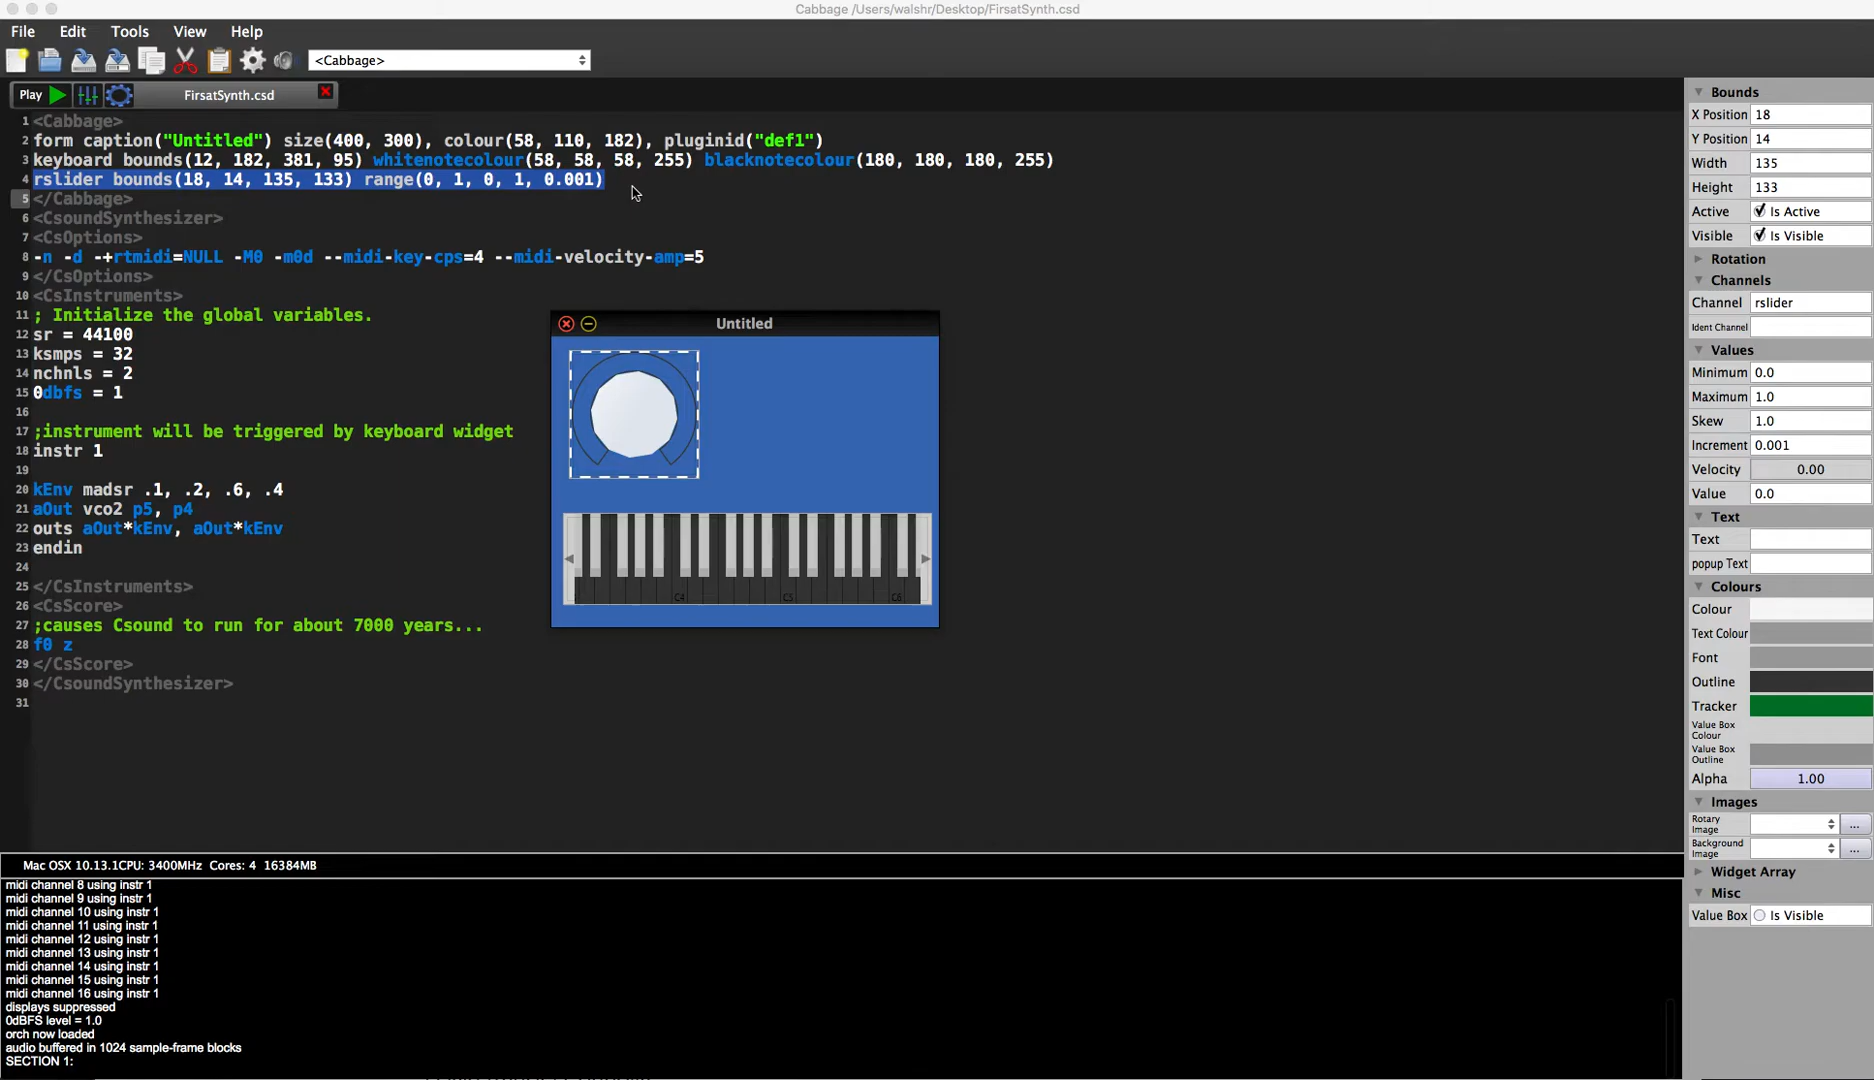 Cabbage /Users/walshr/Desktop/FirsatSynth.csd
File Edit Tools View Help
<Cabbage>
Play FirsatSynth.csd
1 <Cabbage>
2 form caption("Untitled") size(400, 300), colour(58, 110, 182), pluginid("def1")
3 keyboard bounds(12, 182, 381, 95) whitenotecolour(58, 58, 58, 255) blacknotecolour(180, 180, 180, 255)
4 rslider bounds(18, 14, 135, 133) range(0, 1, 0, 1, 0.001)
5 </Cabbage>
6 <CsoundSynthesizer>
7 <CsOptions>
8 -n -d -+rtmidi=NULL -M0 -m0d --midi-key-cps=4 --midi-velocity-amp=5
9 </CsOptions>
10 <CsInstruments>
11 ; Initialize the global variables.
12 sr = 44100
13 ksmps = 32
14 nchnls = 2
15 0dbfs = 1
16
17 ;instrument will be triggered by keyboard widget
18 instr 1
19
20 kEnv madsr .1, .2, .6, .4
21 aOut vco2 p5, p4
22 outs aOut*kEnv, aOut*kEnv
23 endin
24
25 </CsInstruments>
26 <CsScore>
27 ;causes Csound to run for about 7000 years...
28 f0 z
29 </CsScore>
30 </CsoundSynthesizer>
31
Untitled
C4 C5 C6
Bounds
X Position 18
Y Position 14
Width 135
Height 133
Active Is Active
Visible Is Visible
Rotation
Channels
Channel rslider
Ident Channel
Values
Minimum 0.0
Maximum 1.0
Skew 1.0
Increment 0.001
Velocity 0.00
Value 0.0
Text
Text
popup Text
Colours
Colour
Text Colour
Font
Outline
Tracker
Value Box
Colour
Value Box
Outline
Alpha 1.00
Images
Rotary
Image ...
Background
Image ...
Widget Array
Misc
Value Box Is Visible
Mac OSX 10.13.1CPU: 3400MHz Cores: 4 16384MB
midi channel 8 using instr 1
midi channel 9 using instr 1
midi channel 10 using instr 1
midi channel 11 using instr 1
midi channel 12 using instr 1
midi channel 13 using instr 1
midi channel 14 using instr 1
midi channel 15 using instr 1
midi channel 16 using instr 1
displays suppressed
0dBFS level = 1.0
orch now loaded
audio buffered in 1024 sample-frame blocks
SECTION 1: